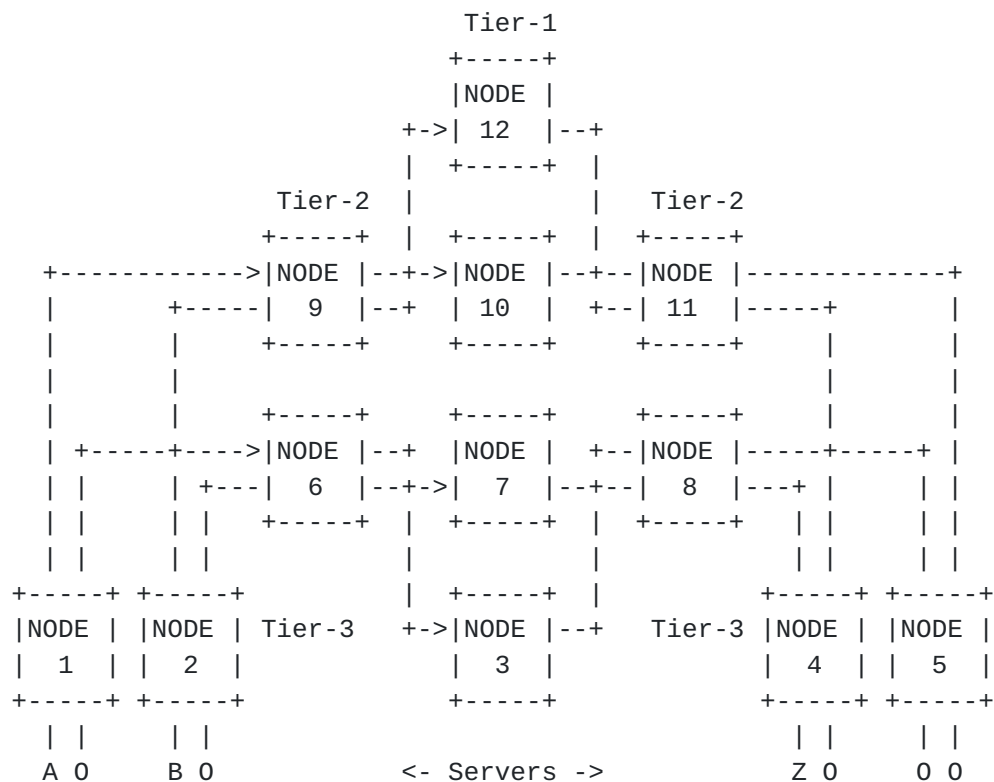 Tier-1
+-----+
|NODE |
+->| 12  |--+
|  +-----+  |
Tier-2  |           |   Tier-2
+-----+  |  +-----+  |  +-----+
+------------>|NODE |--+->|NODE |--+--|NODE |-------------+
|       +-----|  9  |--+  | 10  |  +--| 11  |-----+       |
|       |     +-----+     +-----+     +-----+     |       |
|       |                                         |       |
|       |     +-----+     +-----+     +-----+     |       |
| +-----+---->|NODE |--+  |NODE |  +--|NODE |-----+-----+ |
| |     | +---|  6  |--+->|  7  |--+--|  8  |---+ |     | |
| |     | |   +-----+  |  +-----+  |  +-----+   | |     | |
| |     | |            |           |            | |     | |
+-----+ +-----+            |  +-----+  |          +-----+ +-----+
|NODE | |NODE | Tier-3   +->|NODE |--+   Tier-3 |NODE | |NODE |
|  1  | |  2  |             |  3  |             |  4  | |  5  |
+-----+ +-----+             +-----+             +-----+ +-----+
| |     | |                                     | |     | |
A O     B O            <- Servers ->            Z O     O O